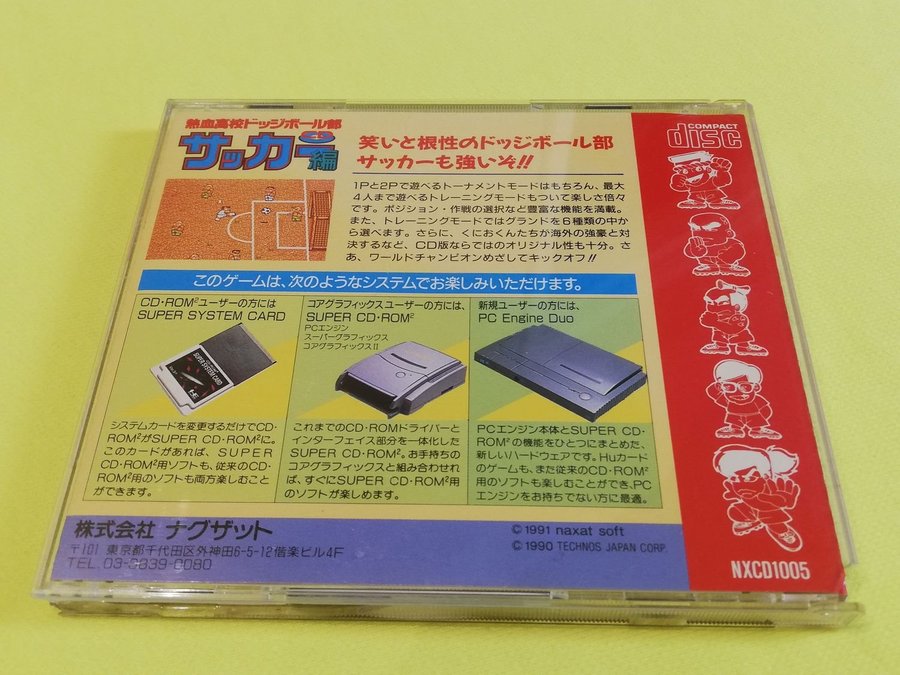 熱血高校ドッジボール部
サッカー編
笑いと根性のドッジボール部
サッカーも強いぞ!!
1Pと2Pで遊べるトーナメントモードはもちろん、最大
4人まで遊べるトレーニングモードもついて楽しさ倍々
です。ポジション・作戦の選択など豊富な機能を満載。
また、トレーニングモードではグランドを6種類の中か
ら選べます。さらに、くにおくんたちが海外の強豪と対
決するなど、CD版ならではのオリジナル性も十分。さ
あ、ワールドチャンピオンめざしてキックオフ!!
COMPACT
disc
このゲームは、次のようなシステムでお楽しみいただけます。
CD・ROM²ユーザーの方には
SUPER SYSTEM CARD
SUPER SYSTEM CARD
システムカードを変更するだけでCD・
ROM²がSUPER CD・ROM²に。
このカードがあれば、SUPER
CD・ROM²用ソフトも、従来のCD・
ROM²用のソフトも両方楽しむこと
ができます。
コアグラフィックスユーザーの方には、
SUPER CD・ROM²
PCエンジン
スーパーグラフィックス
コアグラフィックスⅡ
これまでのCD・ROMドライバーと
インターフェイス部分を一体化した
SUPER CD・ROM²。お手持ちの
コアグラフィックスと組み合わせれ
ば、すぐにSUPER CD・ROM²用
のソフトが楽しめます。
新規ユーザーの方には、
PC Engine Duo
PCエンジン本体とSUPER CD・
ROM²の機能をひとつにまとめた、
新しいハードウェアです。Huカード
のゲームも、また従来のCD・ROM²
用のソフトも楽しむことができ、PC
エンジンをお持ちでない方に最適。
株式会社 ナグザット
〒101 東京都千代田区外神田6-5-12偕楽ビル4F
TEL.03-3839-0080
©1991 naxat soft
©1990 TECHNOS JAPAN CORP.
NXCD1005